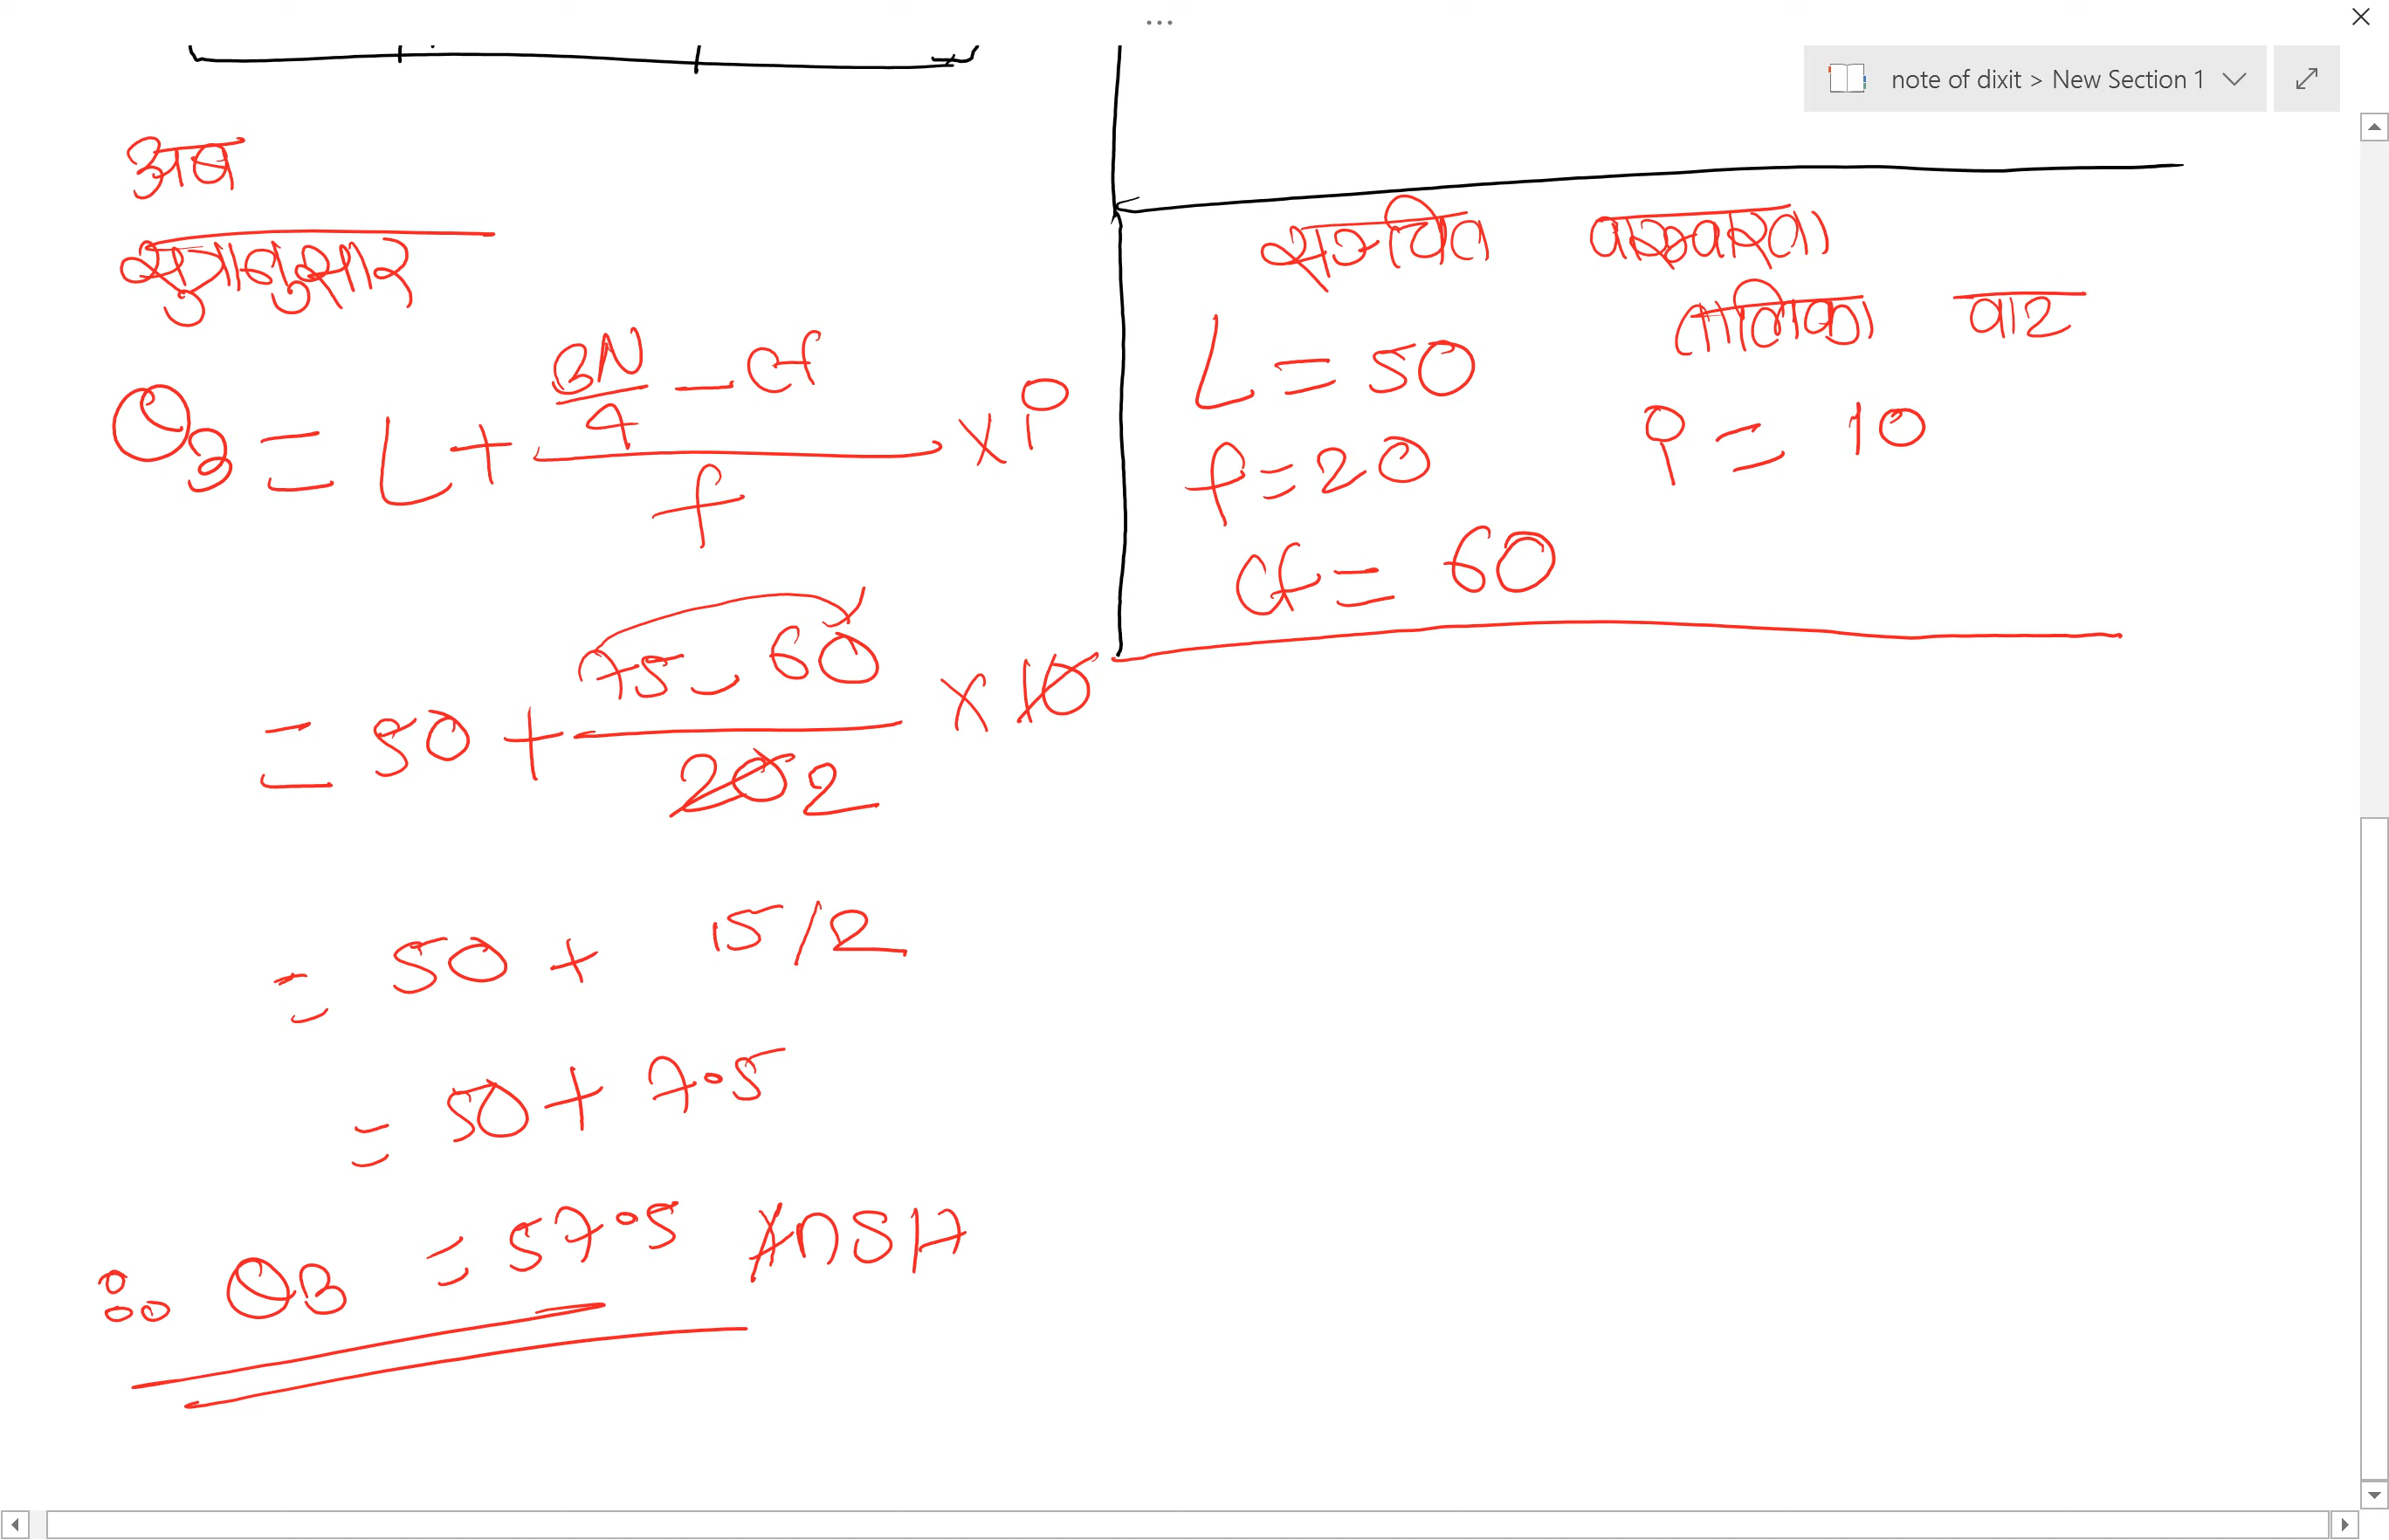 note of dixit > New Section 1
अब
सूत्रानुसार
Q3 = L + (3N/4 - cf)/f × i
= 50 + (75 - 60)/20 2 × 10
= 50 + 15/2
= 50 + 7.5
∴ Q3 = 57.5 Ans
L = 50
f = 20
cf = 60
i = 10